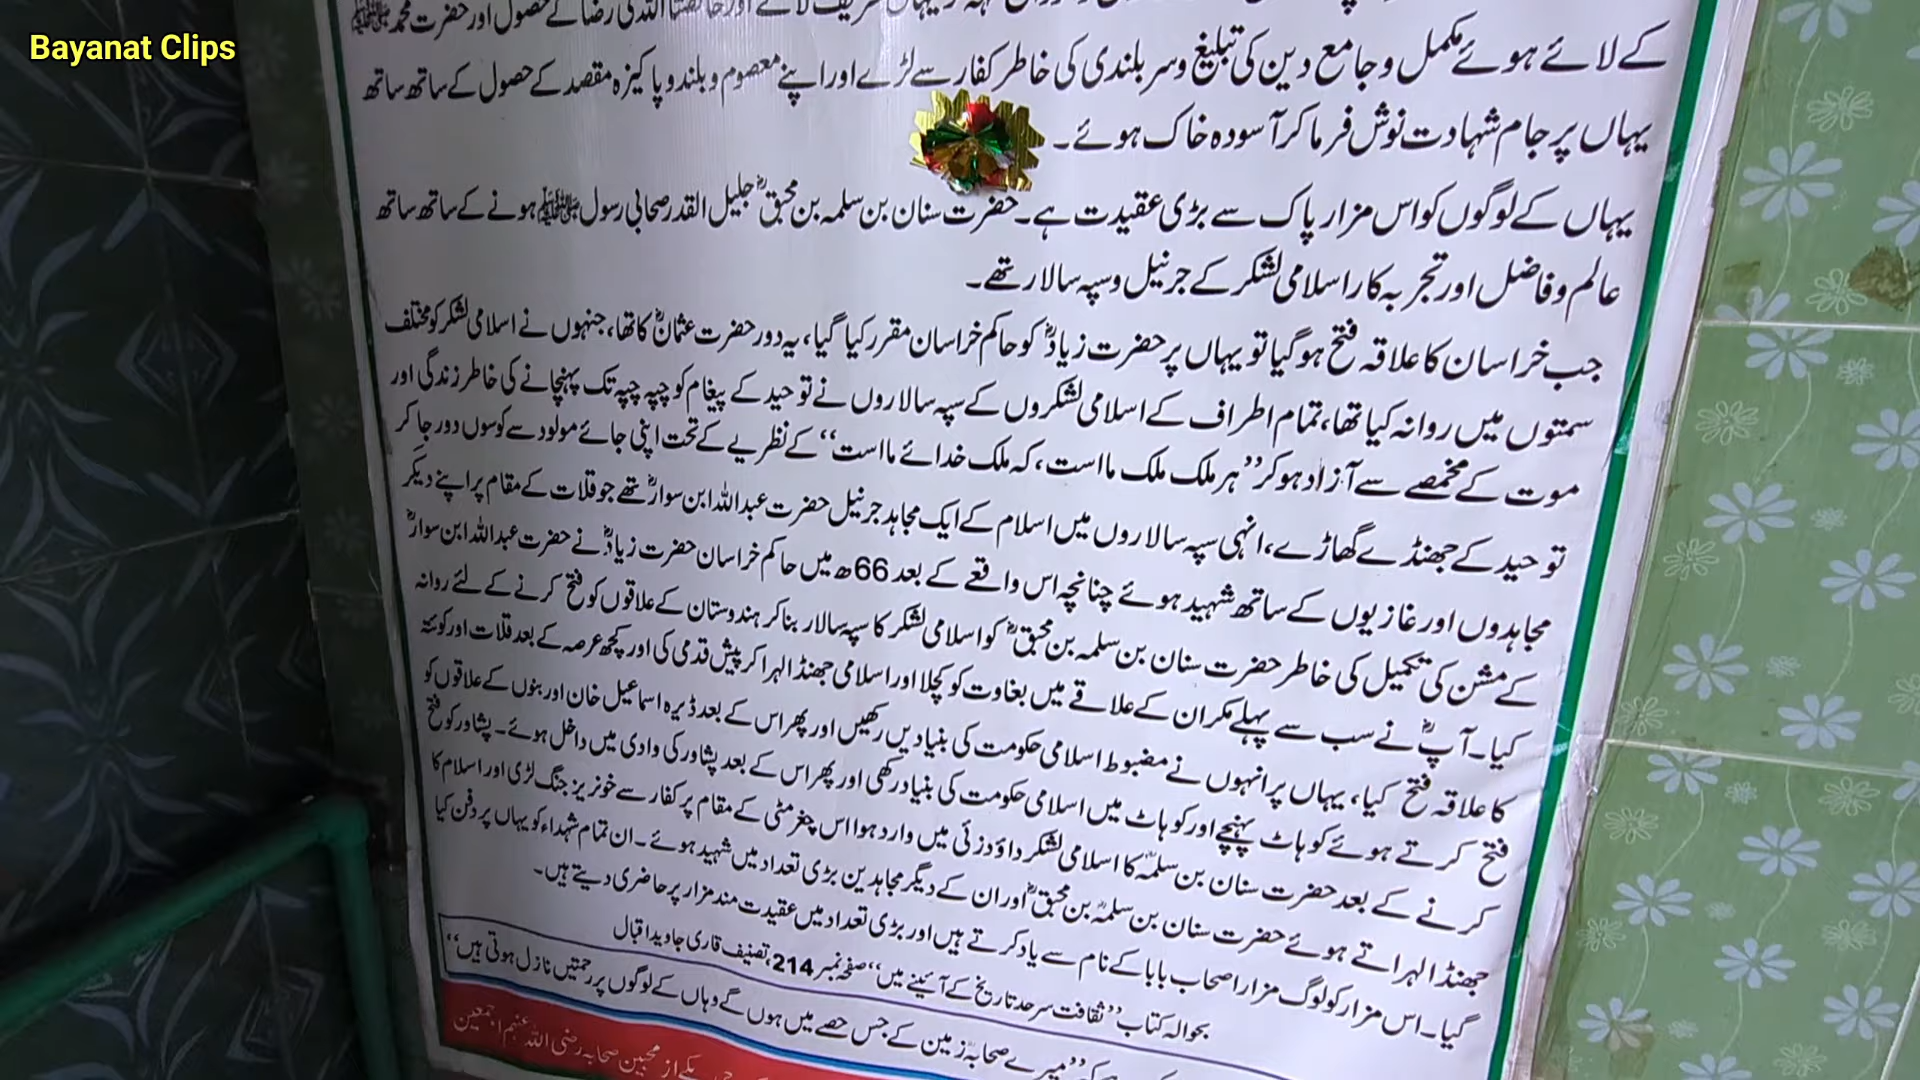 Bayanat Clips
کے لائے ہوئے مکمل و جامع دین کی تبلیغ و سربلندی کی خاطر کفار سے لڑے اور اپنے معصوم و بلند و پاکیزہ مقصد کے حصول کے ساتھ ساتھ
یہاں پر جام شہادت نوش فرما کر آسودہ خاک ہوئے۔
یہاں کے لوگوں کو اس مزار پاک سے بڑی عقیدت ہے۔ حضرت سنان بن سلمہ بن محبقؓ جلیل القدر صحابی رسول ﷺ ہونے کے ساتھ ساتھ
عالم و فاضل اور تجربہ کار اسلامی لشکر کے جرنیل و سپہ سالار تھے۔
جب خراسان کا علاقہ فتح ہو گیا تو یہاں پر حضرت زیادؓ کو حاکم خراسان مقرر کیا گیا، یہ دور حضرت عثمانؓ کا تھا، جنہوں نے اسلامی لشکر کو مختلف
سمتوں میں روانہ کیا تھا، تمام اطراف کے اسلامی لشکروں کے سپہ سالاروں نے توحید کے پیغام کو چپہ چپہ تک پہنچانے کی خاطر زندگی اور
موت کے مخمصے سے آزاد ہو کر ’’ہر ملک ملک ما است، کہ ملک خدائے ما است‘‘ کے نظریے کے تحت اپنی جائے مولود سے کوسوں دور جا کر
توحید کے جھنڈے گھاڑے، انہی سپہ سالاروں میں اسلام کے ایک مجاہد جرنیل حضرت عبداللہ ابن سوارؓ تھے جو قلات کے مقام پر اپنے دیگر
مجاہدوں اور غازیوں کے ساتھ شہید ہوئے چنانچہ اس واقعے کے بعد 66ھ میں حاکم خراسان حضرت زیادؓ نے حضرت عبداللہ ابن سوارؓ
کے مشن کی تکمیل کی خاطر حضرت سنان بن سلمہ بن محبقؓ کو اسلامی لشکر کا سپہ سالار بنا کر ہندوستان کے علاقوں کو فتح کرنے کے لئے روانہ
کیا۔ آپؓ نے سب سے پہلے مکران کے علاقے میں بغاوت کو کچلا اور اسلامی جھنڈا لہرا کر پیش قدمی کی اور کچھ عرصہ کے بعد قلات اور کوئٹہ
کا علاقہ فتح کیا، یہاں پر انہوں نے مضبوط اسلامی حکومت کی بنیادیں رکھیں اور پھر اس کے بعد ڈیرہ اسماعیل خان اور بنوں کے علاقوں کو
فتح کرتے ہوئے کوہاٹ پہنچے اور کوہاٹ میں اسلامی حکومت کی بنیاد رکھی اور پھر اس کے بعد پشاور کی وادی میں داخل ہوئے۔ پشاور کو فتح
کرنے کے بعد حضرت سنان بن سلمہؓ کا اسلامی لشکر داؤدزئی میں وارد ہوا اس چغرمٹی کے مقام پر کفار سے خونریز جنگ لڑی اور اسلام کا
جھنڈا لہراتے ہوئے حضرت سنان بن سلمہؓ بن محبقؓ اور ان کے دیگر مجاہدین بڑی تعداد میں شہید ہوئے۔ ان تمام شہداء کو یہاں پر دفن کیا
گیا۔ اس مزار کو لوگ مزار اصحاب بابا کے نام سے یاد کرتے ہیں اور بڑی تعداد میں عقیدت مند مزار پر حاضری دیتے ہیں۔
بحوالہ کتاب ’’ثقافت سرحد تاریخ کے آئینے میں‘‘ صفحہ نمبر 214، تصنیف قاری جاوید اقبال
’’میرے صحابہؓ زمین کے جس حصے میں ہوں گے وہاں کے لوگوں پر رحمتیں نازل ہوتی ہیں‘‘
یکے از محبین صحابہ رضی اللہ عنہم اجمعین